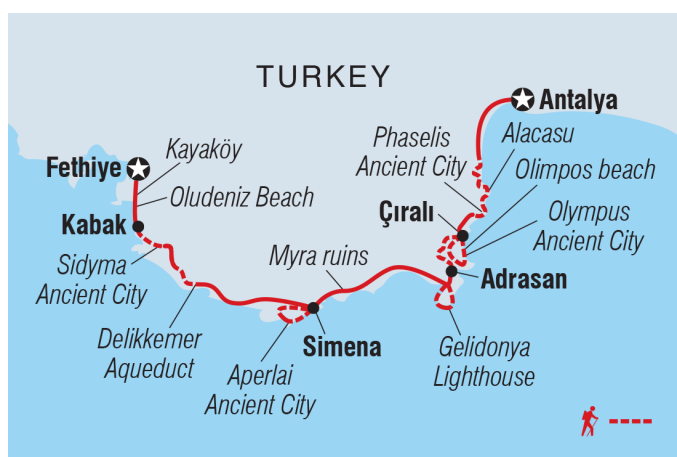 TURKEY
Antalya
Phaselis
Ancient City
Alacasu
Kayaköy
Fethiye
Olimpos beach
Oludeniz Beach
Çıralı
Olympus
Ancient City
Kabak
Myra ruins
Sidyma
Ancient City
Adrasan
Delikkemer
Aqueduct
Simena
Gelidonya
Lighthouse
Aperlai
Ancient City